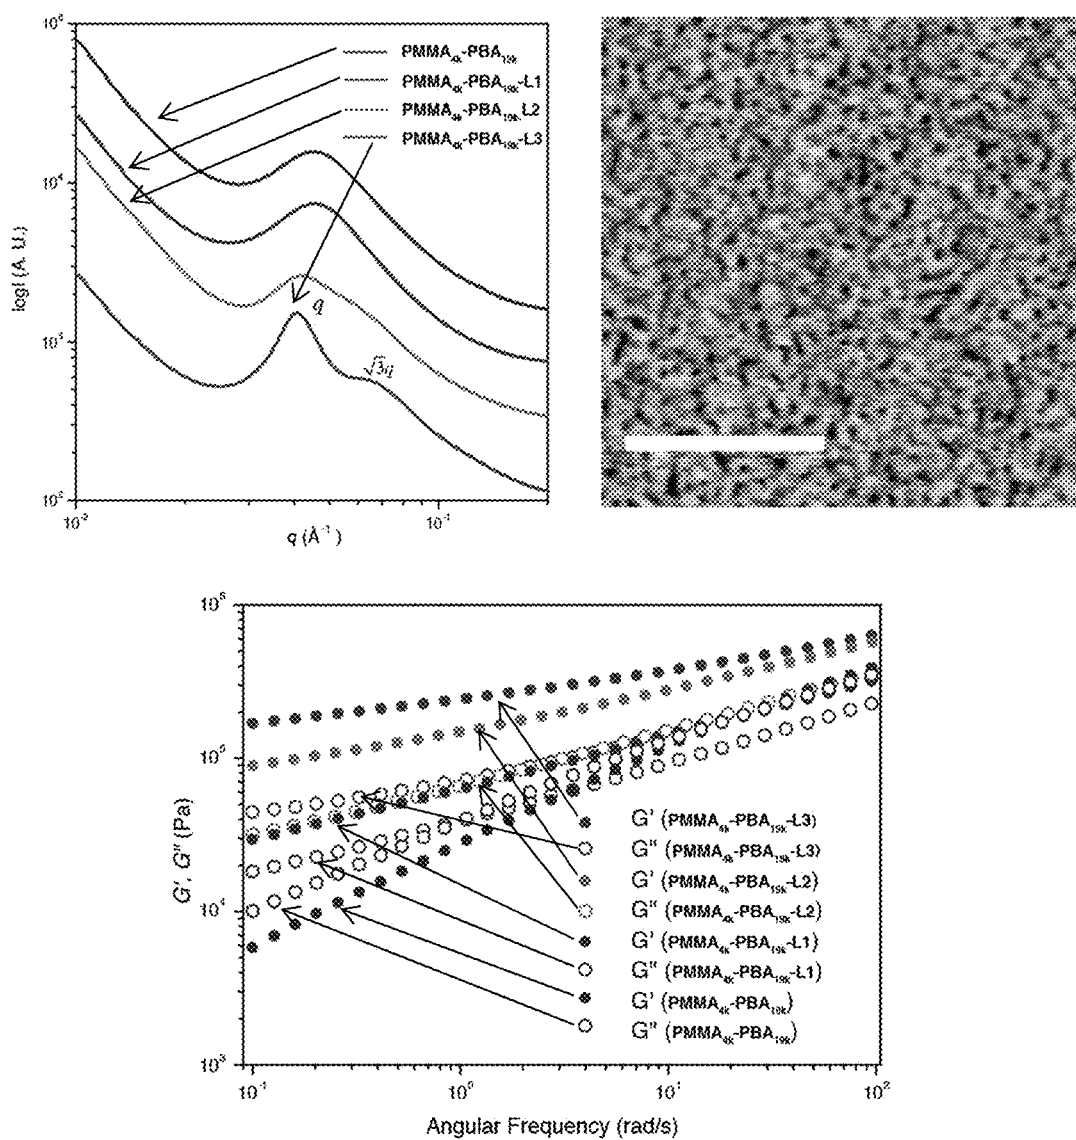 10⁶
10⁵
10⁴
10³
10²
logI (A. U.)
PMMA₄ₖ-PBA₁₉ₖ
PMMA₄ₖ-PBA₁₉ₖ-L1
PMMA₄ₖ-PBA₁₉ₖ-L2
PMMA₄ₖ-PBA₁₉ₖ-L3
q
√3q
10⁻² 10⁻¹
q (Å⁻¹)
10⁶
10⁵
10⁴
10³
G', G'' (Pa)
G' (PMMA₄ₖ-PBA₁₉ₖ-L3)
G'' (PMMA₄ₖ-PBA₁₉ₖ-L3)
G' (PMMA₄ₖ-PBA₁₉ₖ-L2)
G'' (PMMA₄ₖ-PBA₁₉ₖ-L2)
G' (PMMA₄ₖ-PBA₁₉ₖ-L1)
G'' (PMMA₄ₖ-PBA₁₉ₖ-L1)
G' (PMMA₄ₖ-PBA₁₉ₖ)
G'' (PMMA₄ₖ-PBA₁₉ₖ)
10⁻¹ 10⁰ 10¹ 10²
Angular Frequency (rad/s)